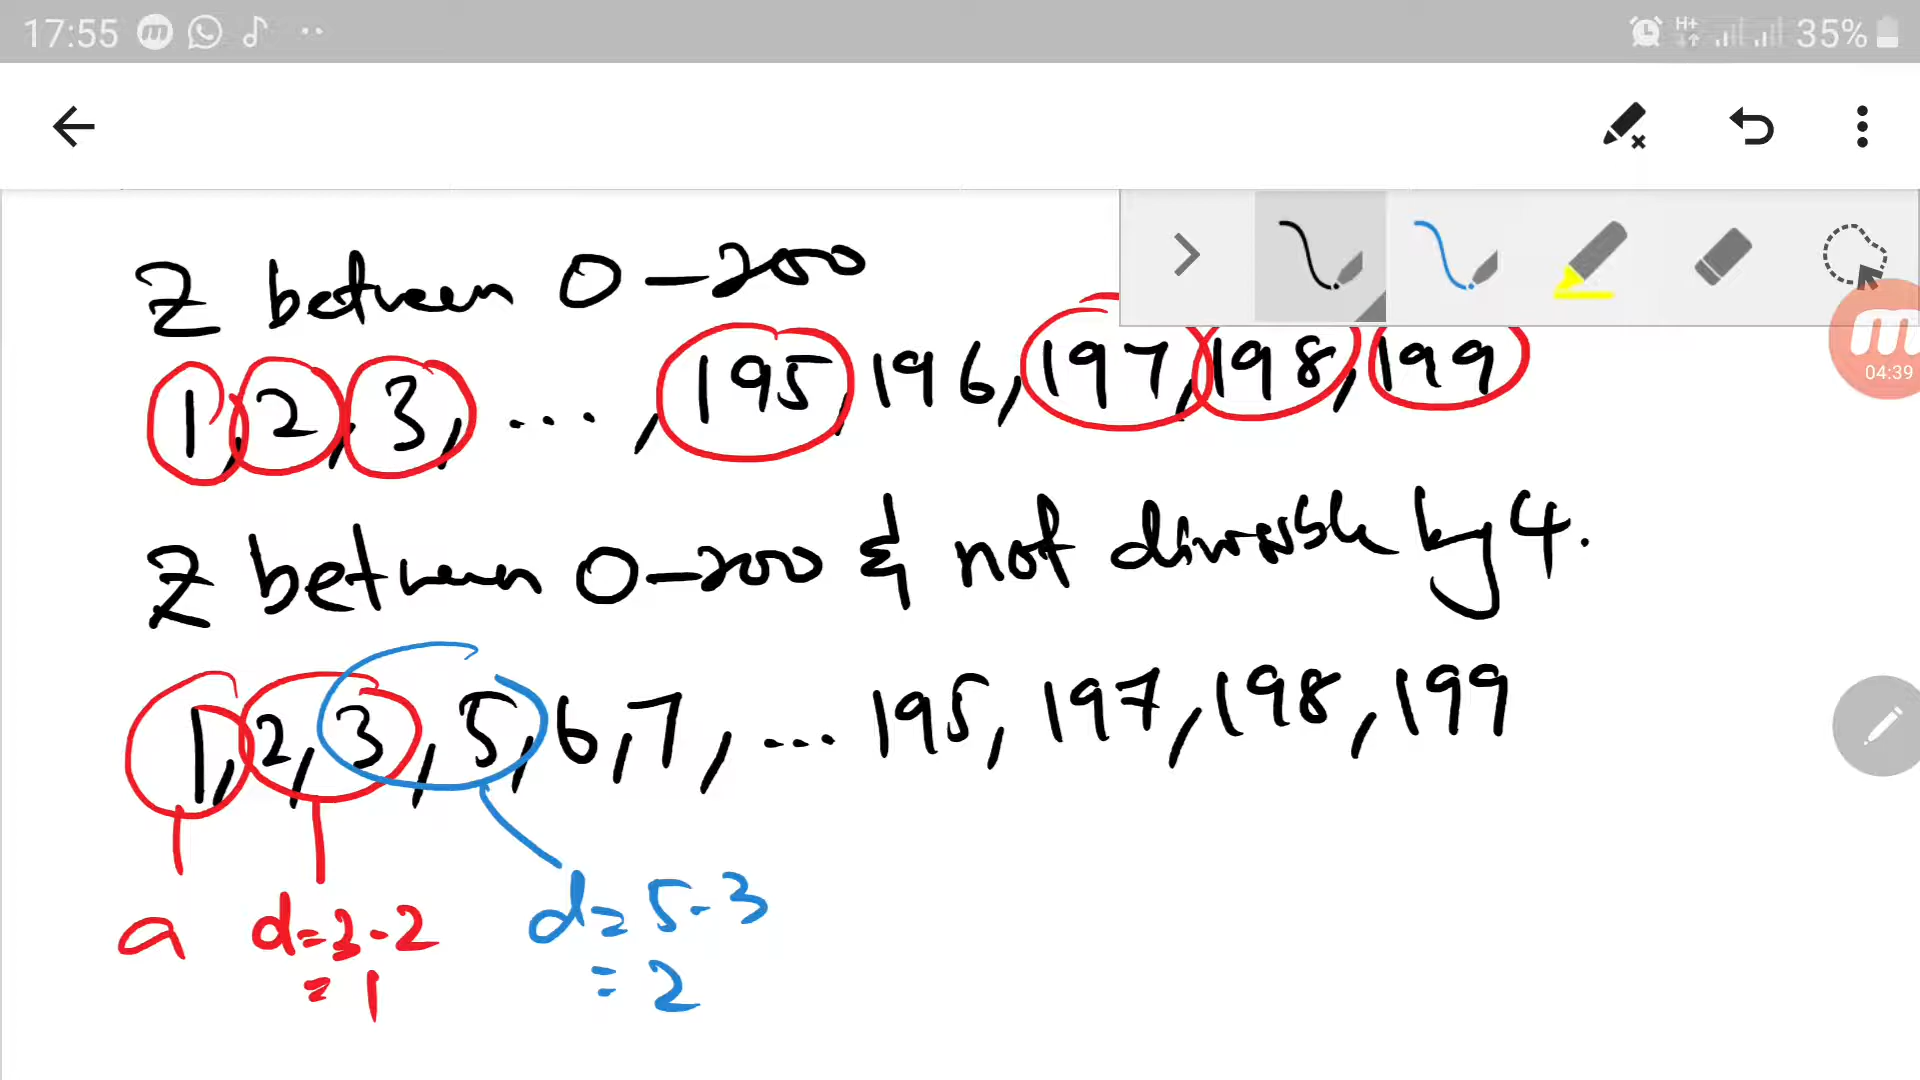 17:55 35%
04:39
Z between 0-200
1, 2, 3, ..., 195, 196, 197, 198, 199
Z between 0-200 & not divisible by 4.
1, 2, 3, 5, 6, 7, ... 195, 197, 198, 199
a d=3-2 d=5-3
=1 =2